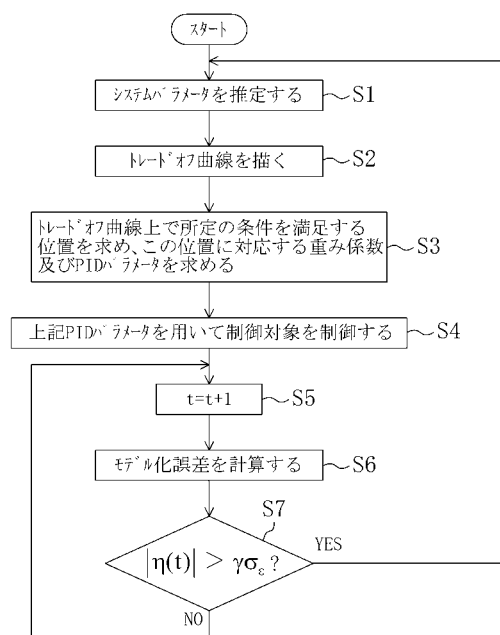 スタート
システムパラメータを推定する
S1
トレードオフ曲線を描く
S2
トレードオフ曲線上で所定の条件を満足する
位置を求め、この位置に対応する重み係数
及びPIDパラメータを求める
S3
上記PIDパラメータを用いて制御対象を制御する
S4
t=t+1
S5
モデル化誤差を計算する
S6
S7
|η(t)| > γσε ?
YES
NO